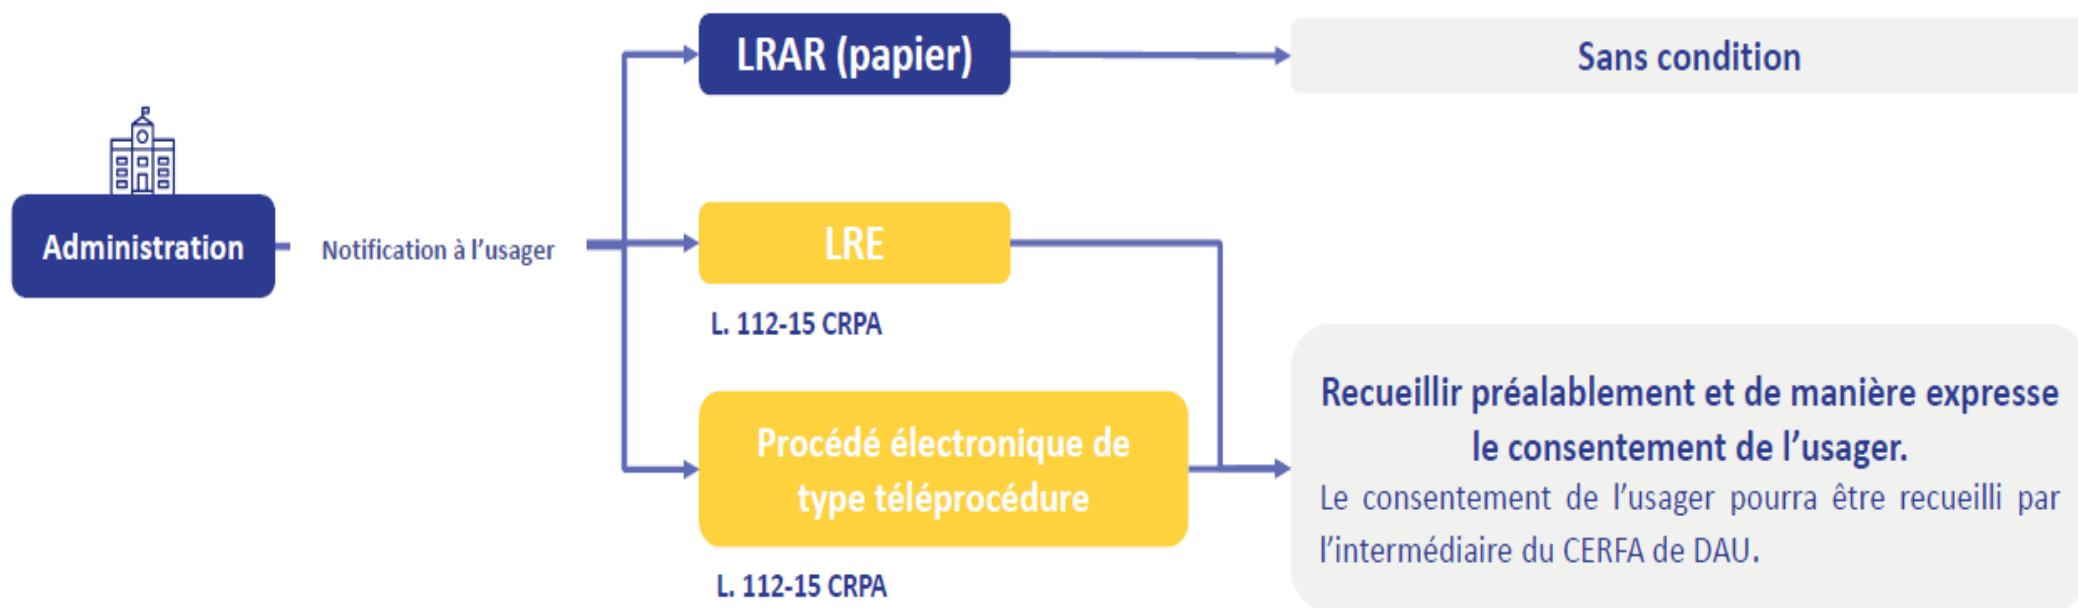 LRAR (papier)
Sans condition
Administration
Notification à l'usager
LRE
L. 112-15 CRPA
Procédé électronique de
type téléprocédure
L. 112-15 CRPA
Recueillir préalablement et de manière expresse
le consentement de l'usager.
Le consentement de l'usager pourra être recueilli par
l'intermédiaire du CERFA de DAU.